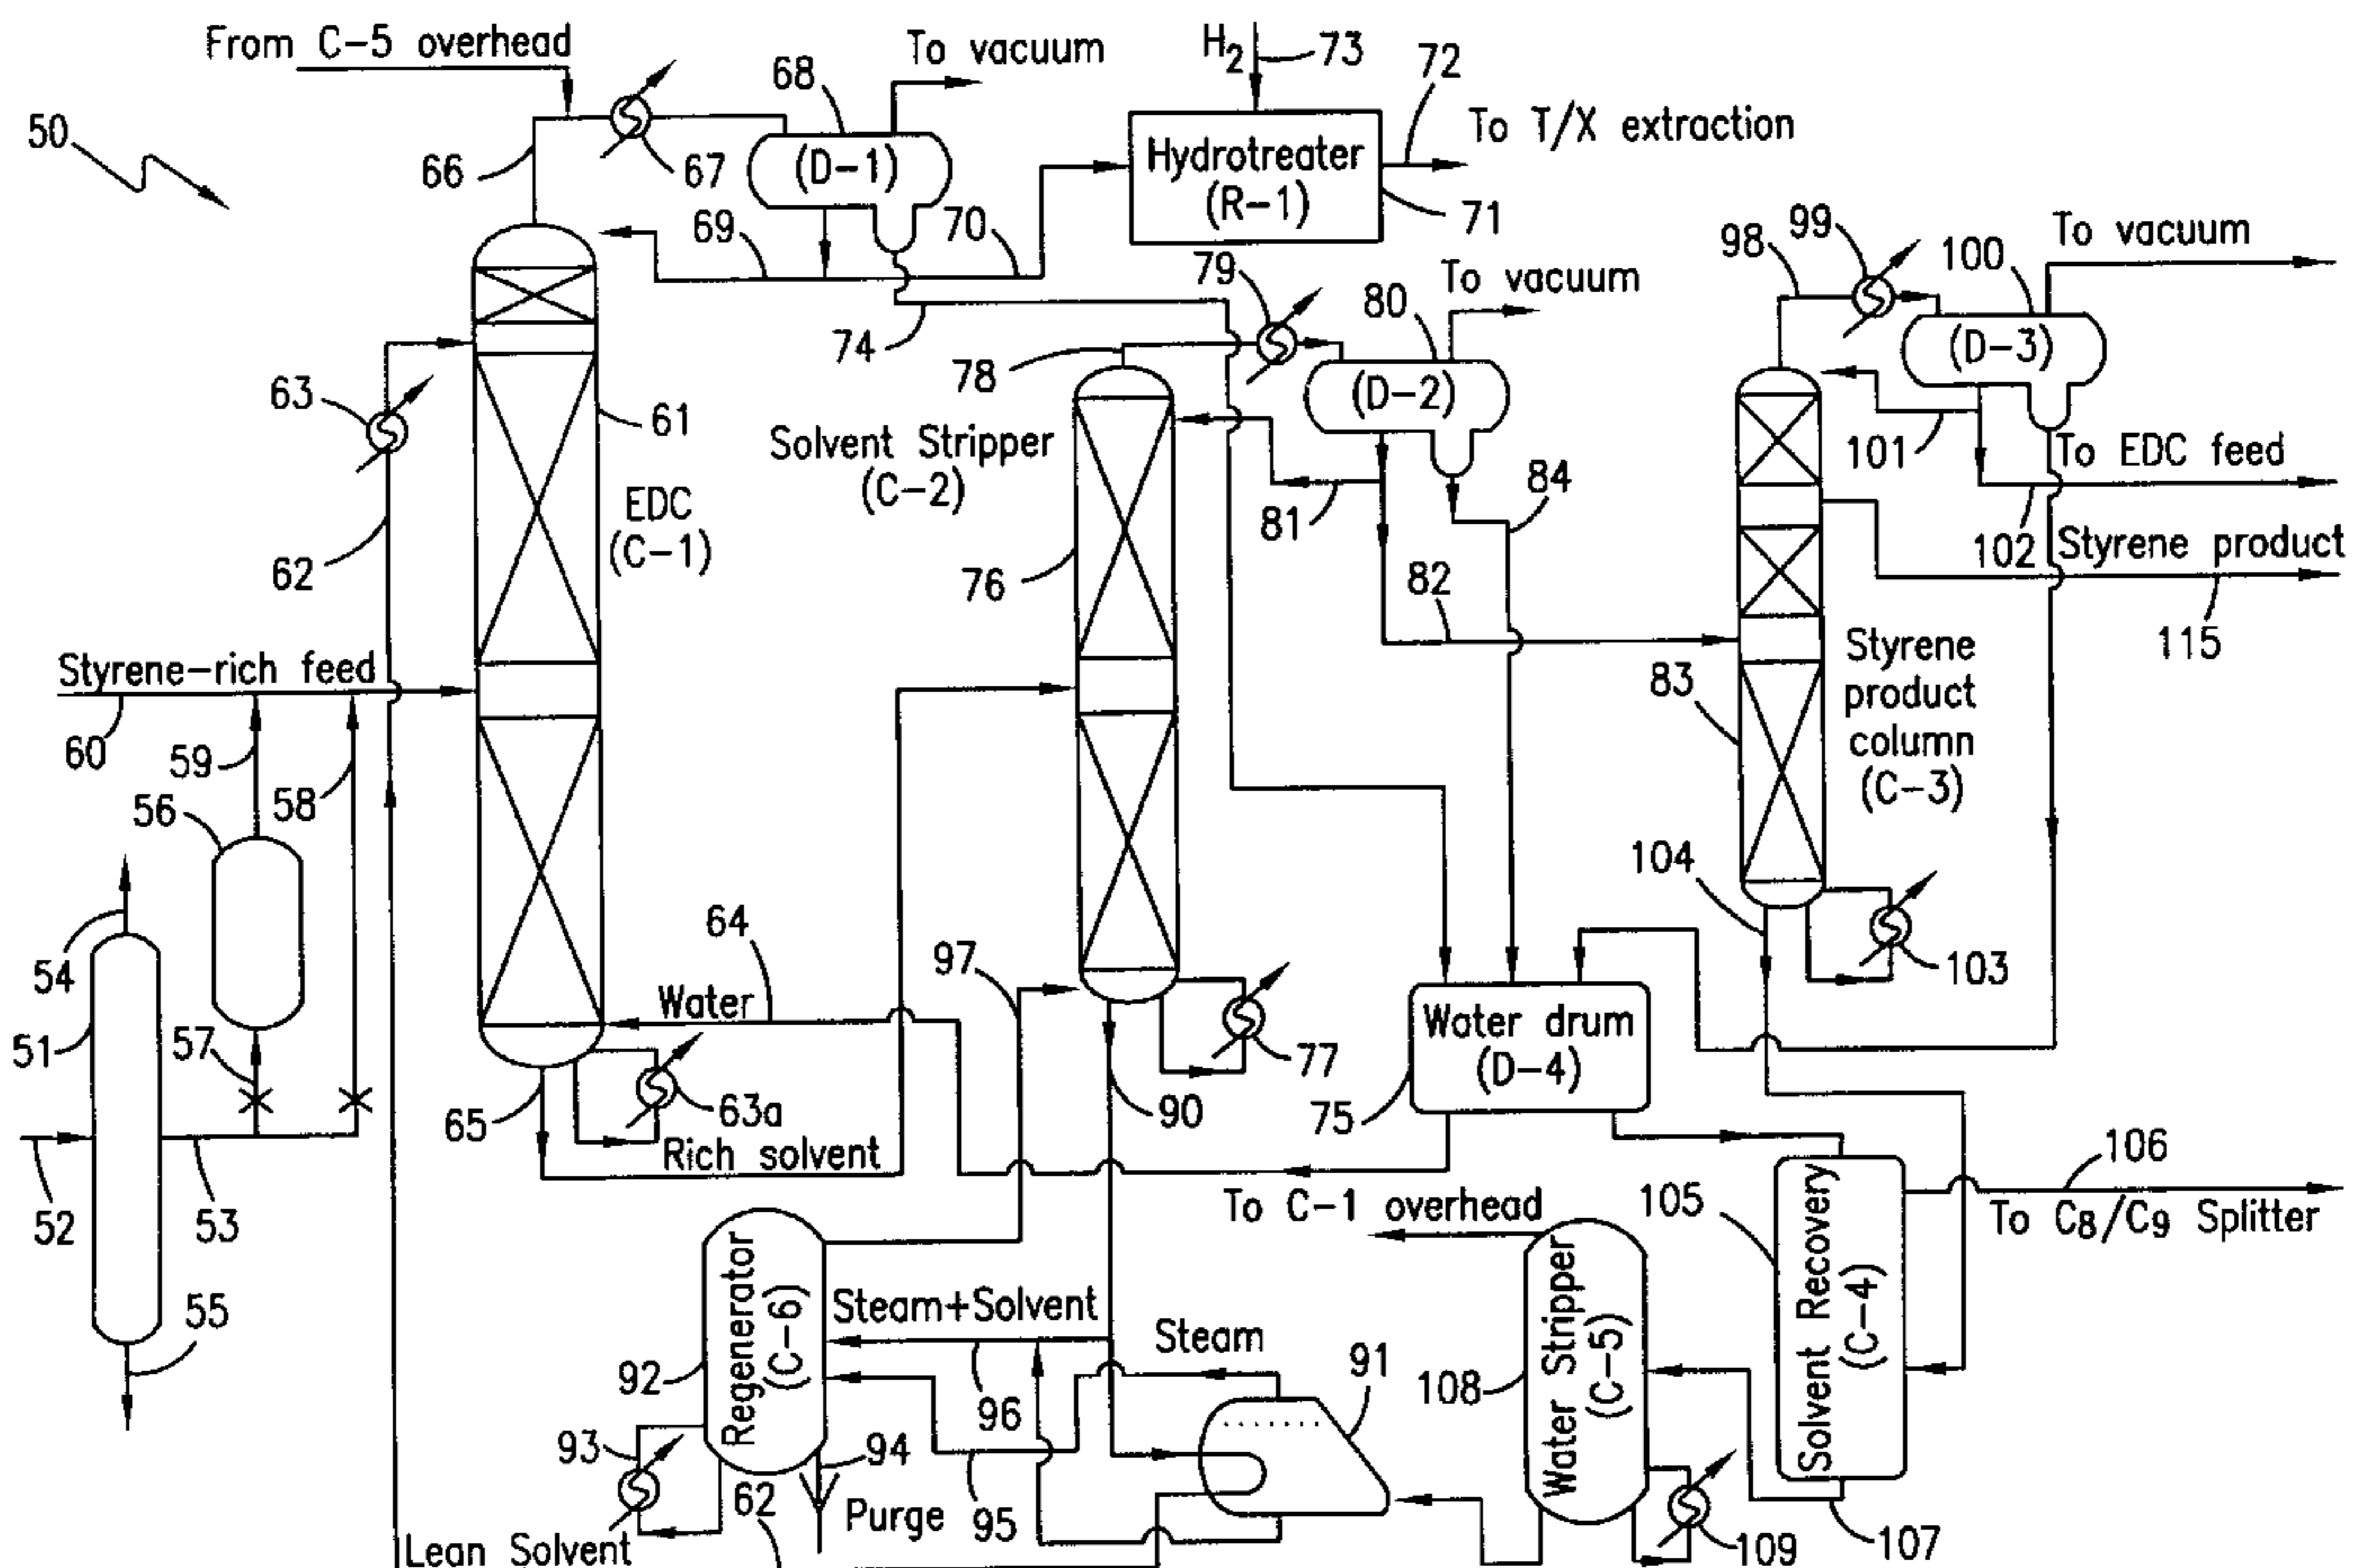 From C-5 overhead
To vacuum
H2
73
72
68
50
66
67
(D-1)
Hydrotreater
(R-1)
To T/X extraction
71
69
70
74
79
To vacuum
80
98
99
100
To vacuum
63
61
78
(D-2)
(D-3)
Solvent Stripper
(C-2)
101
To EDC feed
EDC
(C-1)
62
76
81
84
102
Styrene product
82
115
Styrene-rich feed
60
59
58
56
83
Styrene
product
column
(C-3)
104
54
51
57
64
Water
97
103
Water drum
(D-4)
77
75
65
63a
90
Rich solvent
52
53
55
To C-1 overhead
105
106
To C8/C9 Splitter
Regenerator
(C-6)
Steam+Solvent
Steam
91
92
96
108
Water Stripper
(C-5)
Solvent Recovery
(C-4)
93
94
62
Purge
95
Lean Solvent
109
107